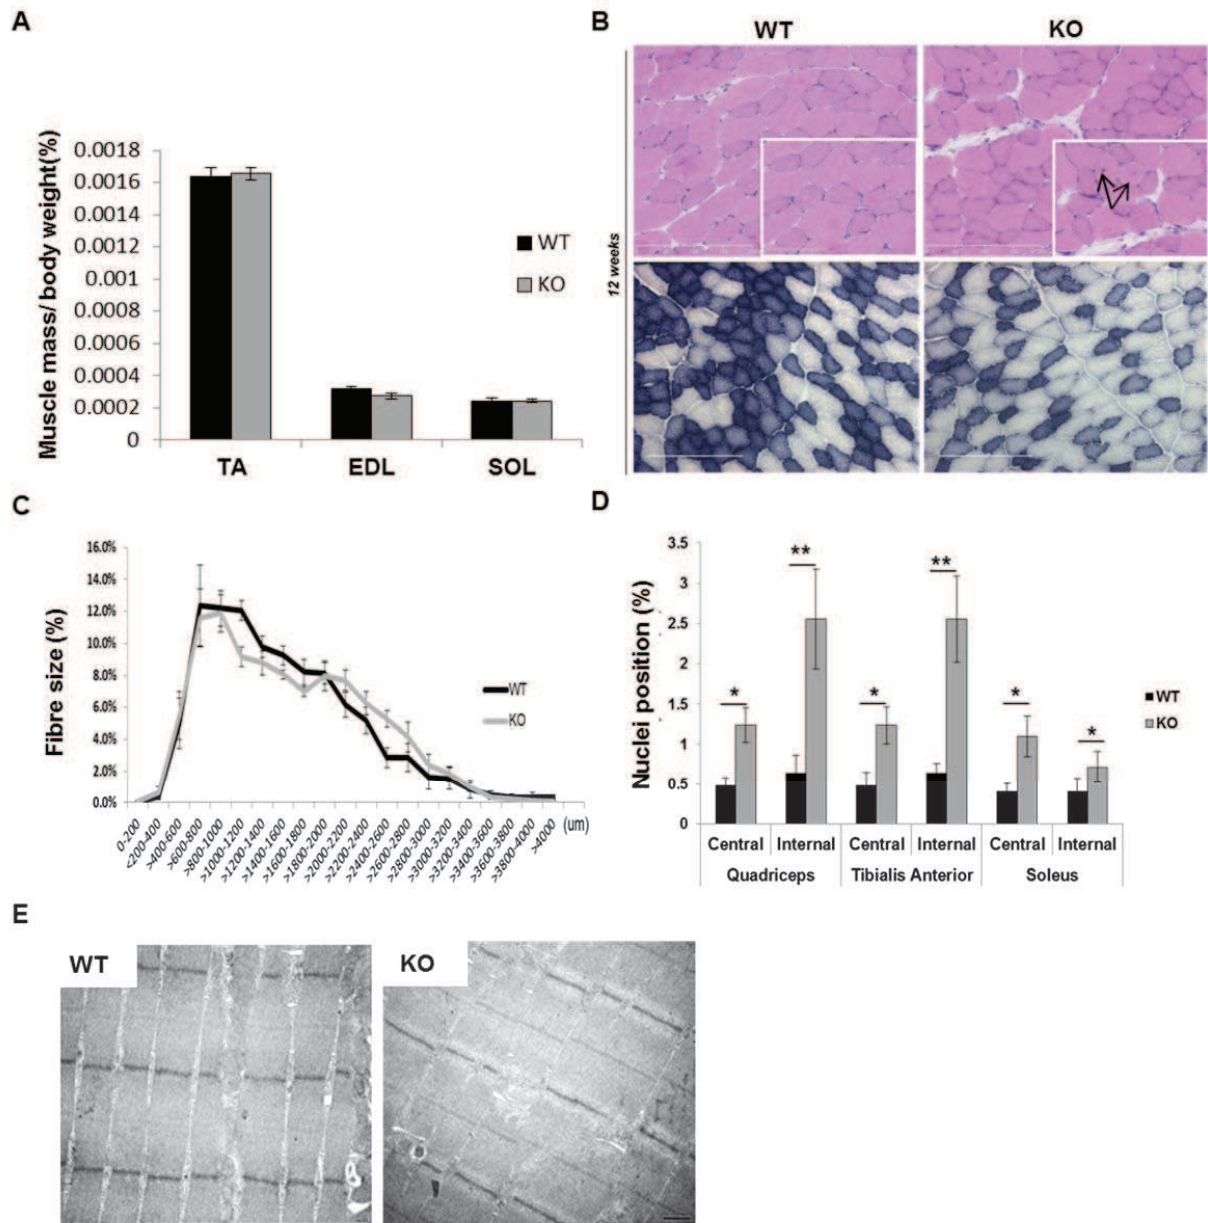 A
Muscle mass/ body weight(%)
0.0018
0.0016
0.0014
0.0012
0.001
0.0008
0.0006
0.0004
0.0002
0
TA EDL SOL
WT
KO
B
WT KO
12 weeks
C
Fibre size (%)
16.0%
14.0%
12.0%
10.0%
8.0%
6.0%
4.0%
2.0%
0.0%
WT
KO
0-200
<200-400
>400-600
>600-800
>800-1000
>1000-1200
>1200-1400
>1400-1600
>1600-1800
>1800-2000
>2000-2200
>2200-2400
>2400-2600
>2600-2800
>2800-3000
>3000-3200
>3200-3400
>3400-3600
>3600-3800
>3800-4000
>4000
(um)
D
Nuclei position (%)
3.5
3
2.5
2
1.5
1
0.5
0
* ** * ** * *
WT
KO
Central Internal Central Internal Central Internal
Quadriceps Tibialis Anterior Soleus
E
WT
KO